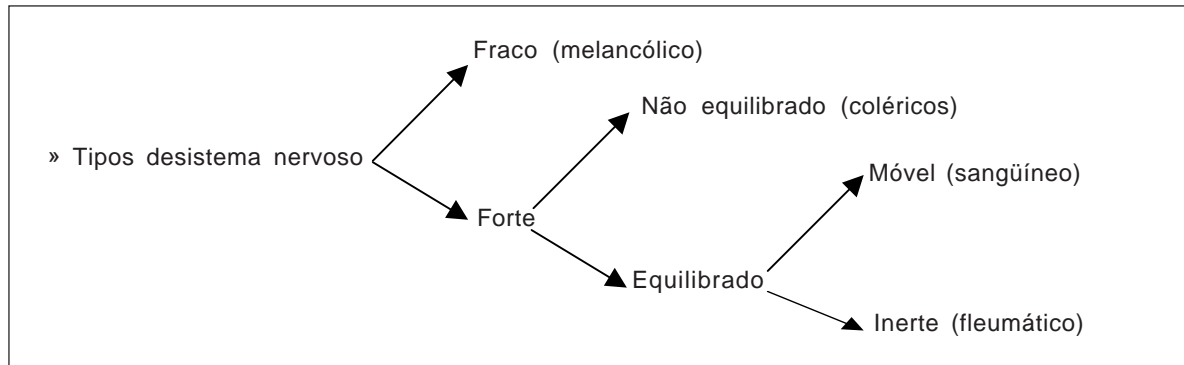 Fraco (melancólico)
Não equilibrado (coléricos)
» Tipos desistema nervoso
Móvel (sangüíneo)
Forte
Equilibrado
Inerte (fleumático)